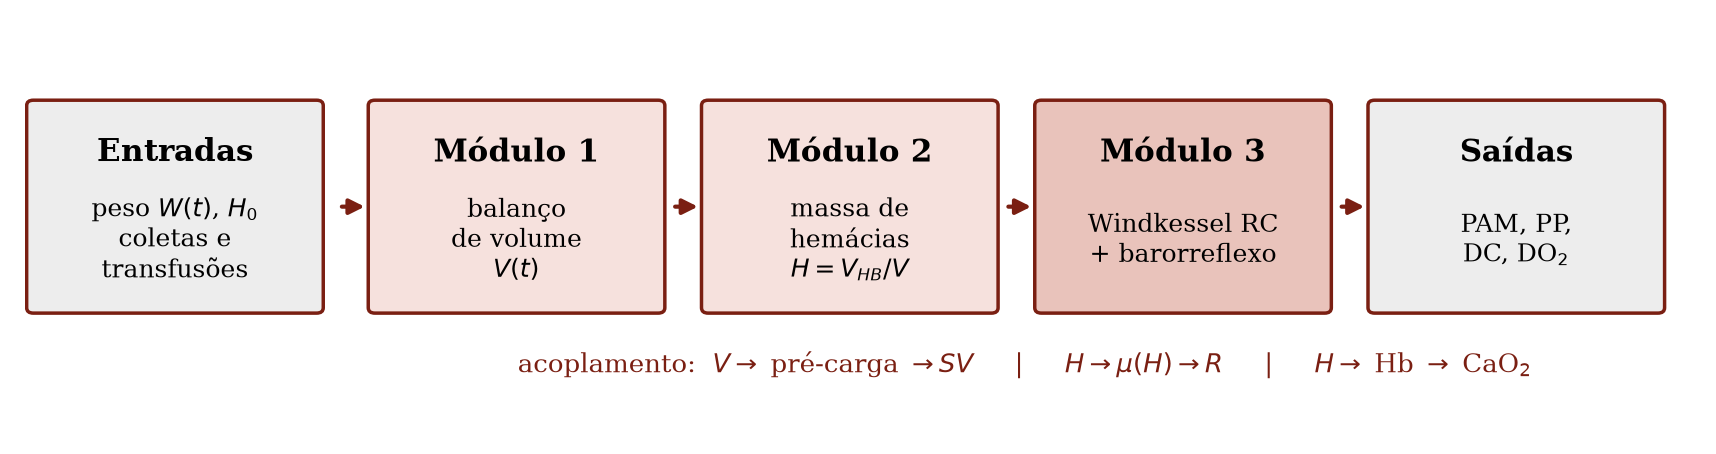 Entradas
peso W(t), H₀
coletas e
transfusões
Módulo 1
balanço
de volume
V(t)
Módulo 2
massa de
hemácias
H = V_HB/V
Módulo 3
Windkessel RC
+ barorreflexo
Saídas
PAM, PP,
DC, DO₂
acoplamento: V → pré-carga → SV | H → μ(H) → R | H → Hb → CaO₂